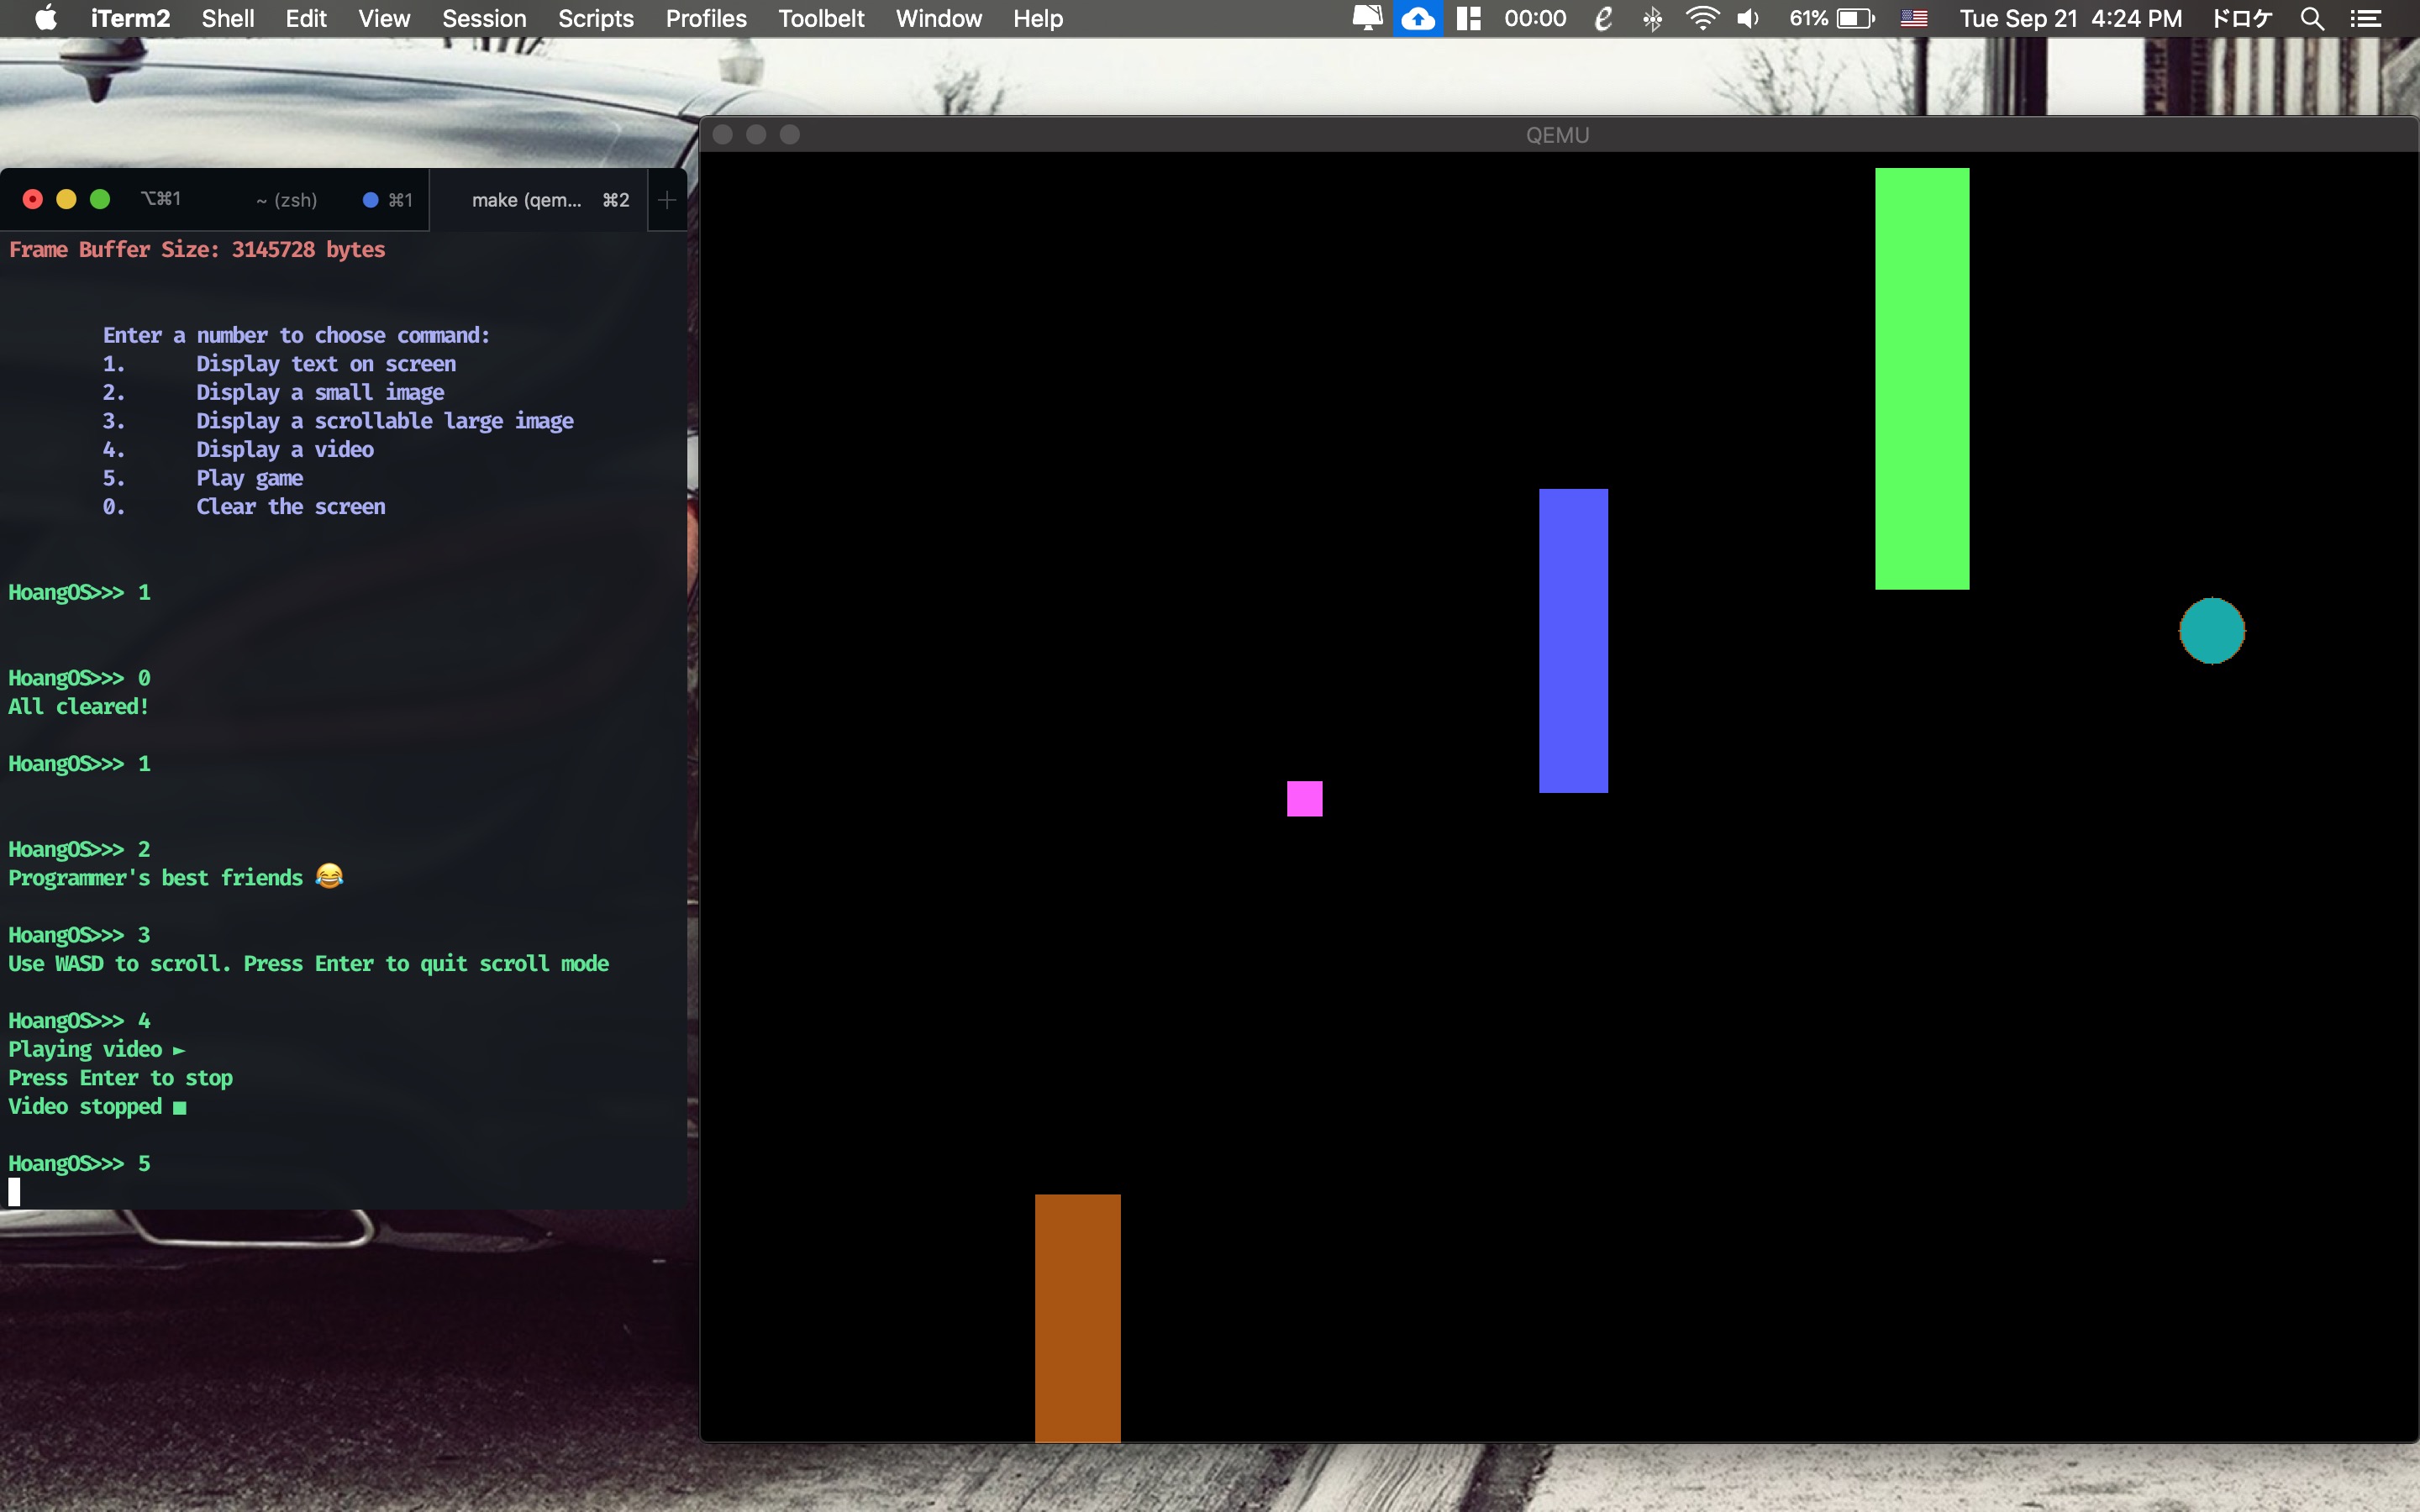 iTerm2 Shell Edit View Session Scripts Profiles Toolbelt Window Help 00:00 61% Tue Sep 21 4:24 PM ドロケ
QEMU
⌥⌘1 ~ (zsh) ⌘1 make (qem... ⌘2
Frame Buffer Size: 3145728 bytes
Enter a number to choose command:
1. Display text on screen
2. Display a small image
3. Display a scrollable large image
4. Display a video
5. Play game
0. Clear the screen
HoangOS>>> 1
HoangOS>>> 0
All cleared!
HoangOS>>> 1
HoangOS>>> 2
Programmer's best friends 😂
HoangOS>>> 3
Use WASD to scroll. Press Enter to quit scroll mode
HoangOS>>> 4
Playing video ►
Press Enter to stop
Video stopped ■
HoangOS>>> 5